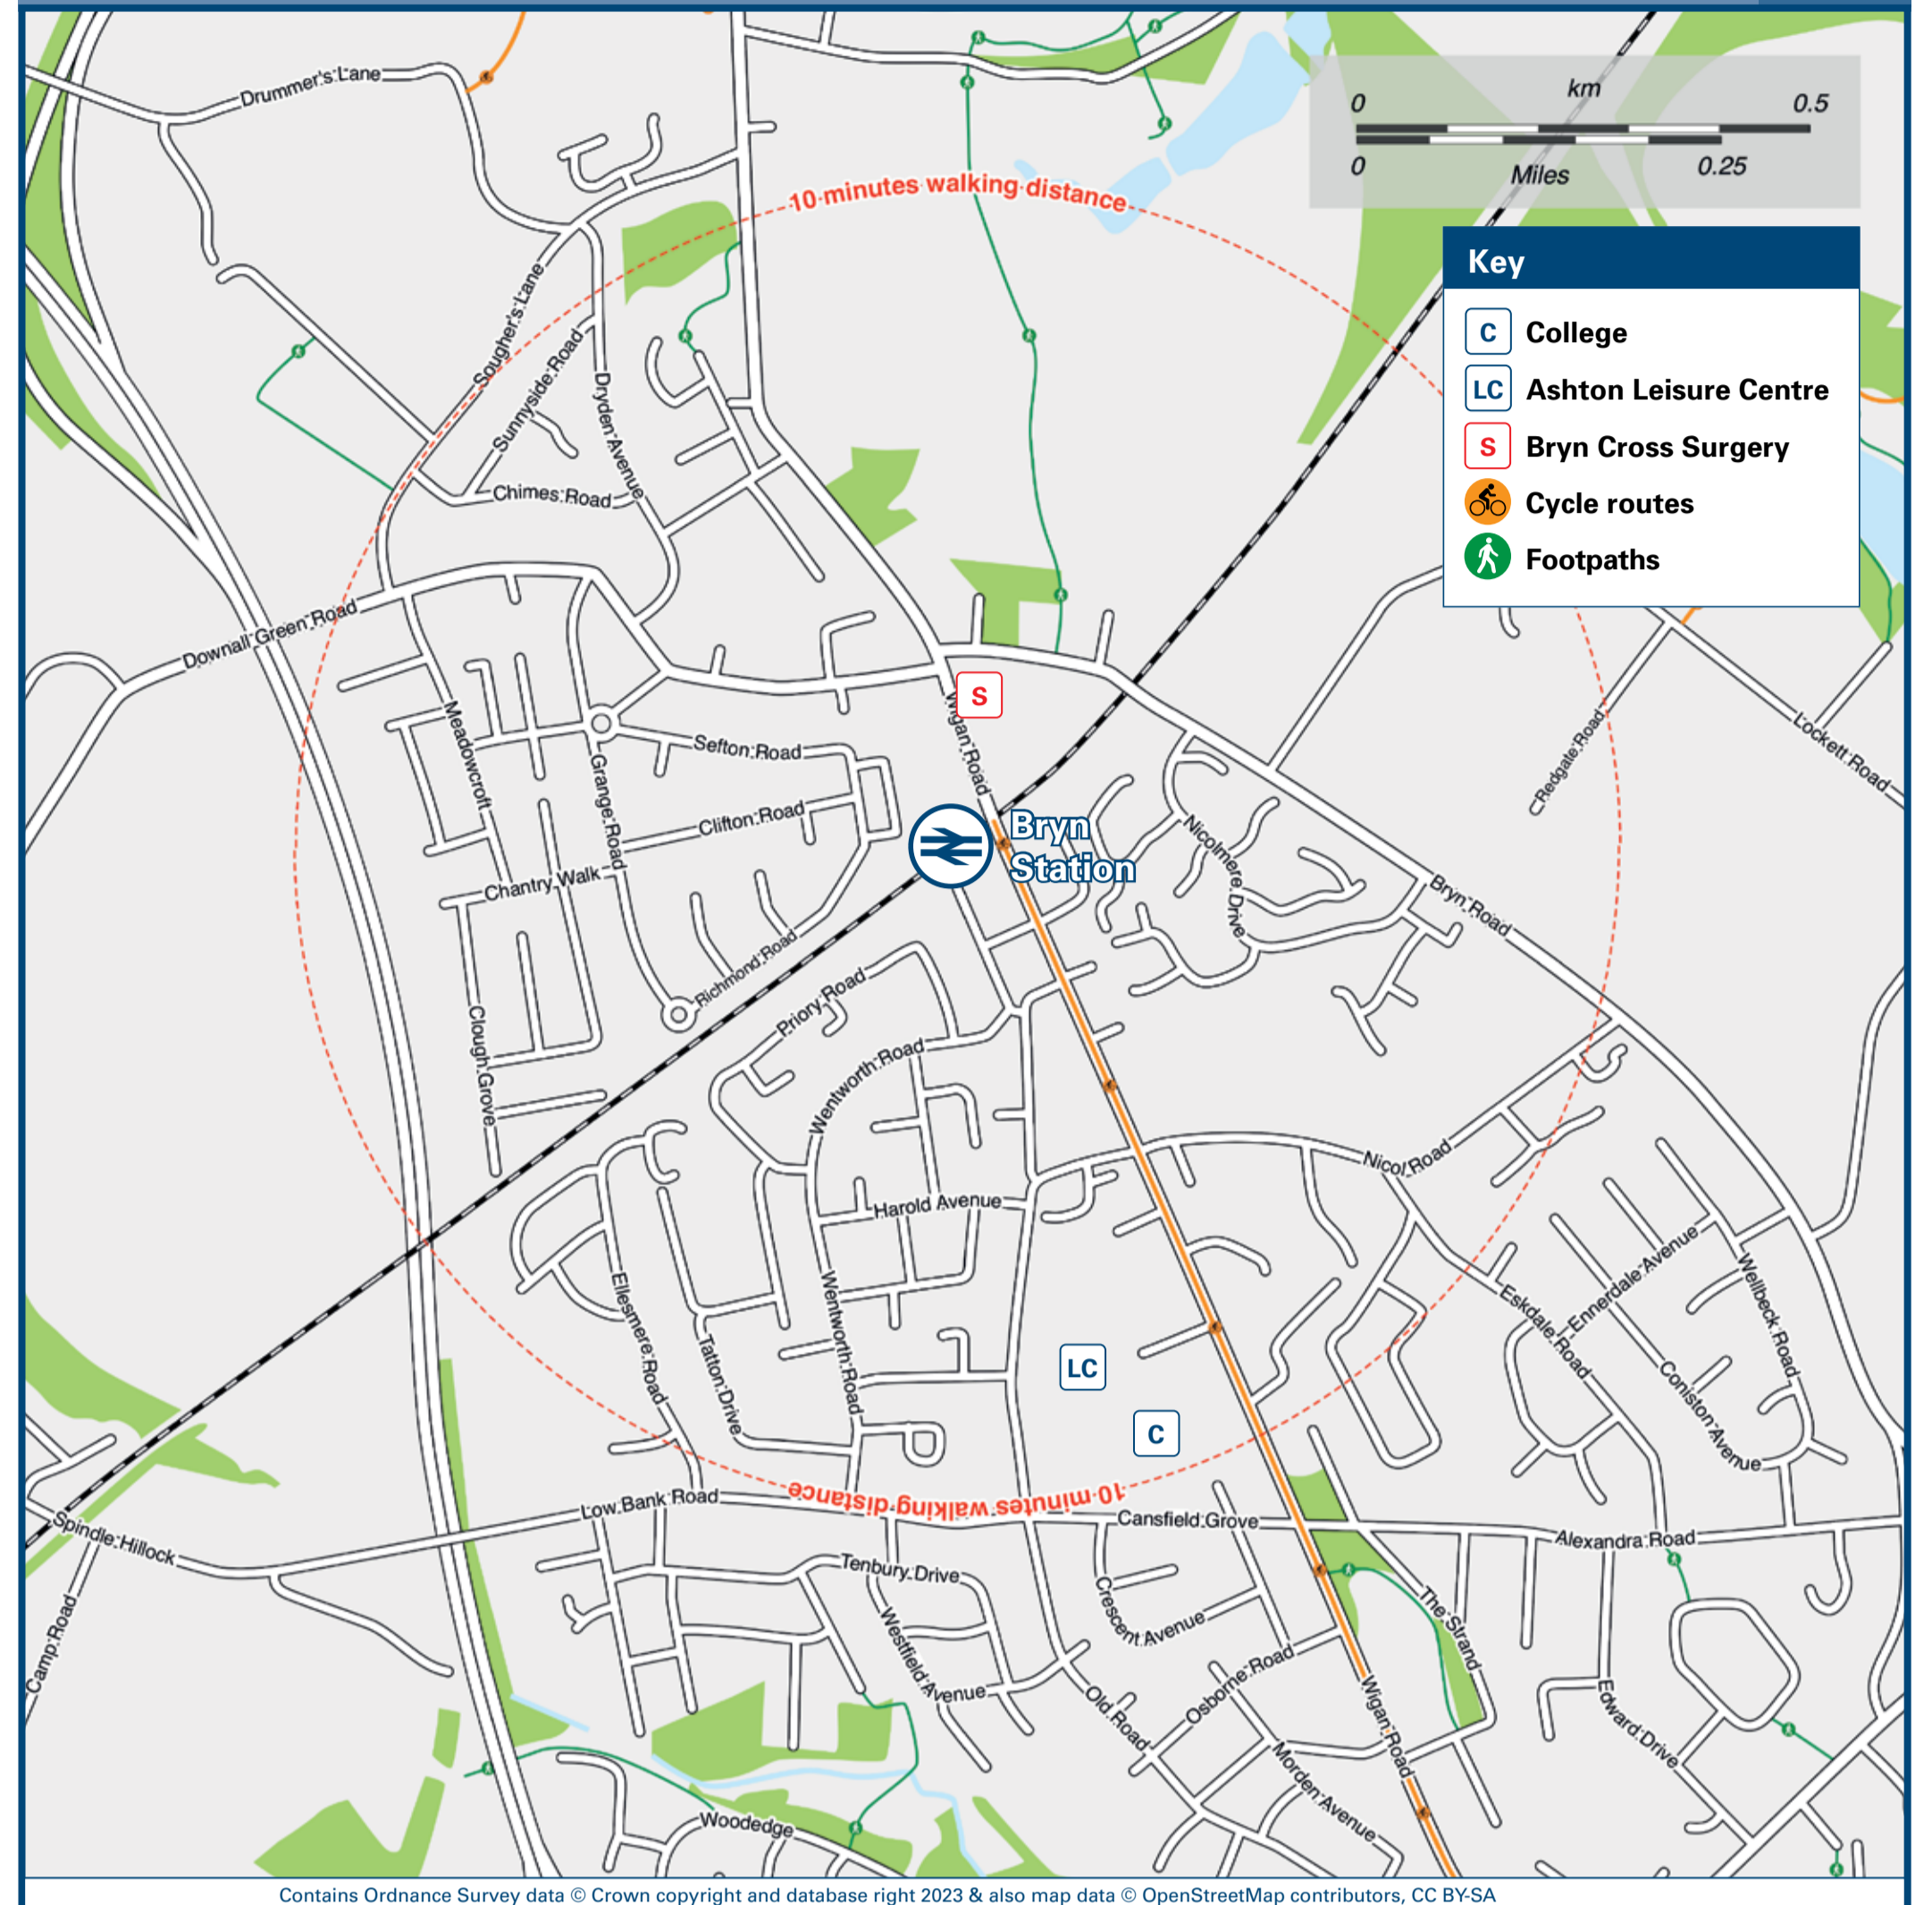 Drummer's Lane
10 minutes walking distance
km
0
0.5
0
0.25
Miles
Key
C
College
LC
Ashton Leisure Centre
S
Bryn Cross Surgery
Cycle routes
Footpaths
Sougher's Lane
Sunnyside Road
Dryden Avenue
Chimes Road
Downall Green Road
S
Wigan Road
Meadowcroft
Sefton Road
Grange Road
Clifton Road
Chantry Walk
Bryn
Station
Nicolmere Drive
Redgate Road
Lockett Road
Bryn Road
Richmond Road
Priory Road
Clough Grove
Wentworth Road
Nicol Road
Harold Avenue
Ellesmere Road
Tatton Drive
Wentworth Road
LC
C
Eskdale Road
Ennerdale Avenue
Wellbeck Road
Coniston Avenue
10 minutes walking distance
Low Bank Road
Cansfield Grove
Alexandra Road
Spindle Hillock
Camp Road
Tenbury Drive
Westfield Avenue
Crescent Avenue
The Strand
Osborne Road
Old Road
Wigan Road
Edward Drive
Morden Avenue
Woodedge
Contains Ordnance Survey data © Crown copyright and database right 2023 & also map data © OpenStreetMap contributors, CC BY-SA